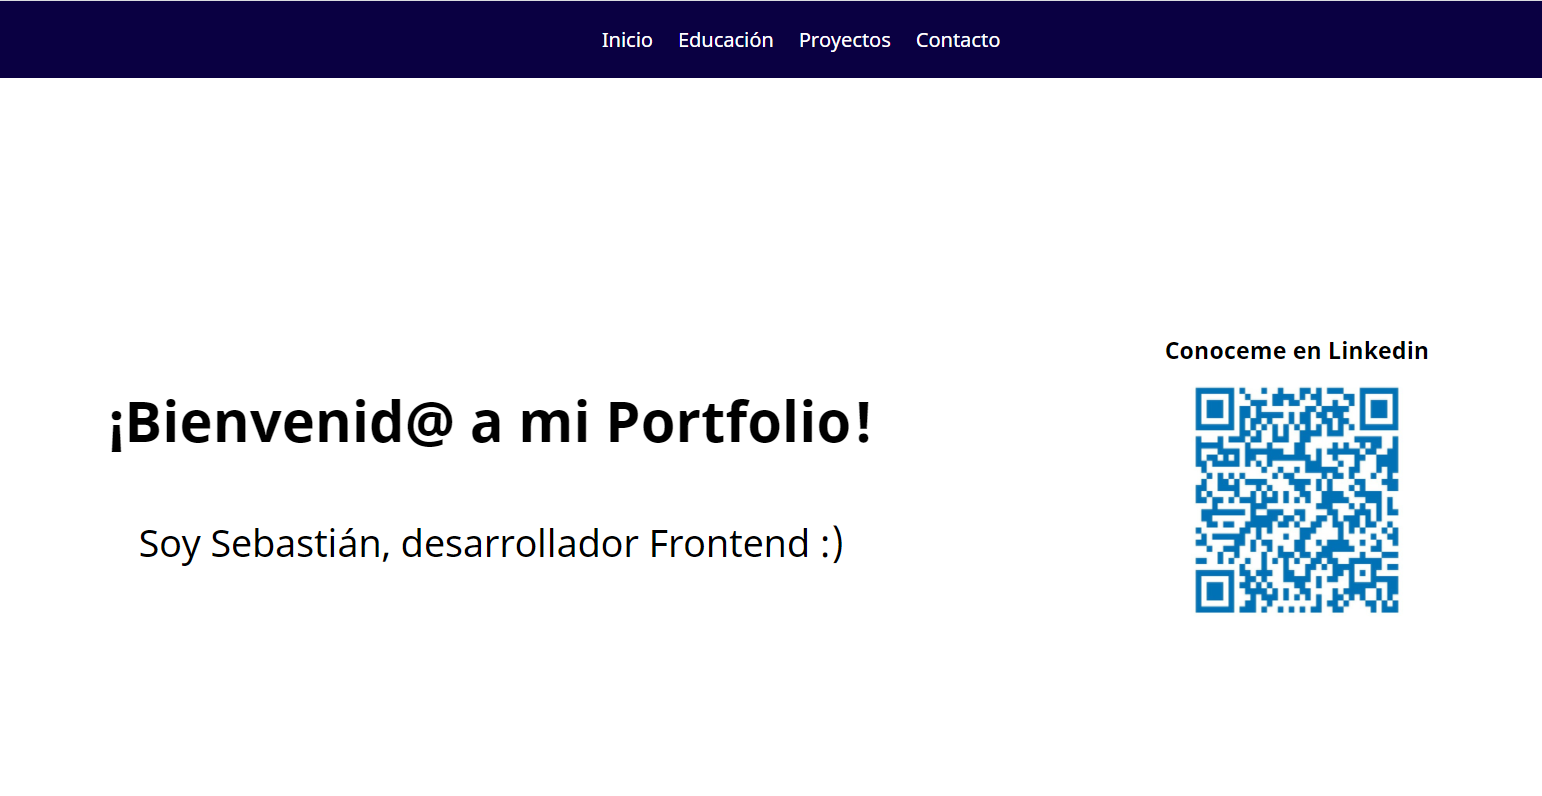 Inicio Educación Proyectos Contacto
Conoceme en Linkedin
¡Bienvenid@ a mi Portfolio!
Soy Sebastián, desarrollador Frontend :)